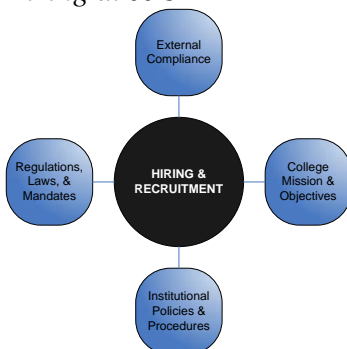 External
Compliance
Regulations,
Laws, &
Mandates
HIRING &
RECRUITMENT
College
Mission &
Objectives
Institutional
Policies &
Procedures